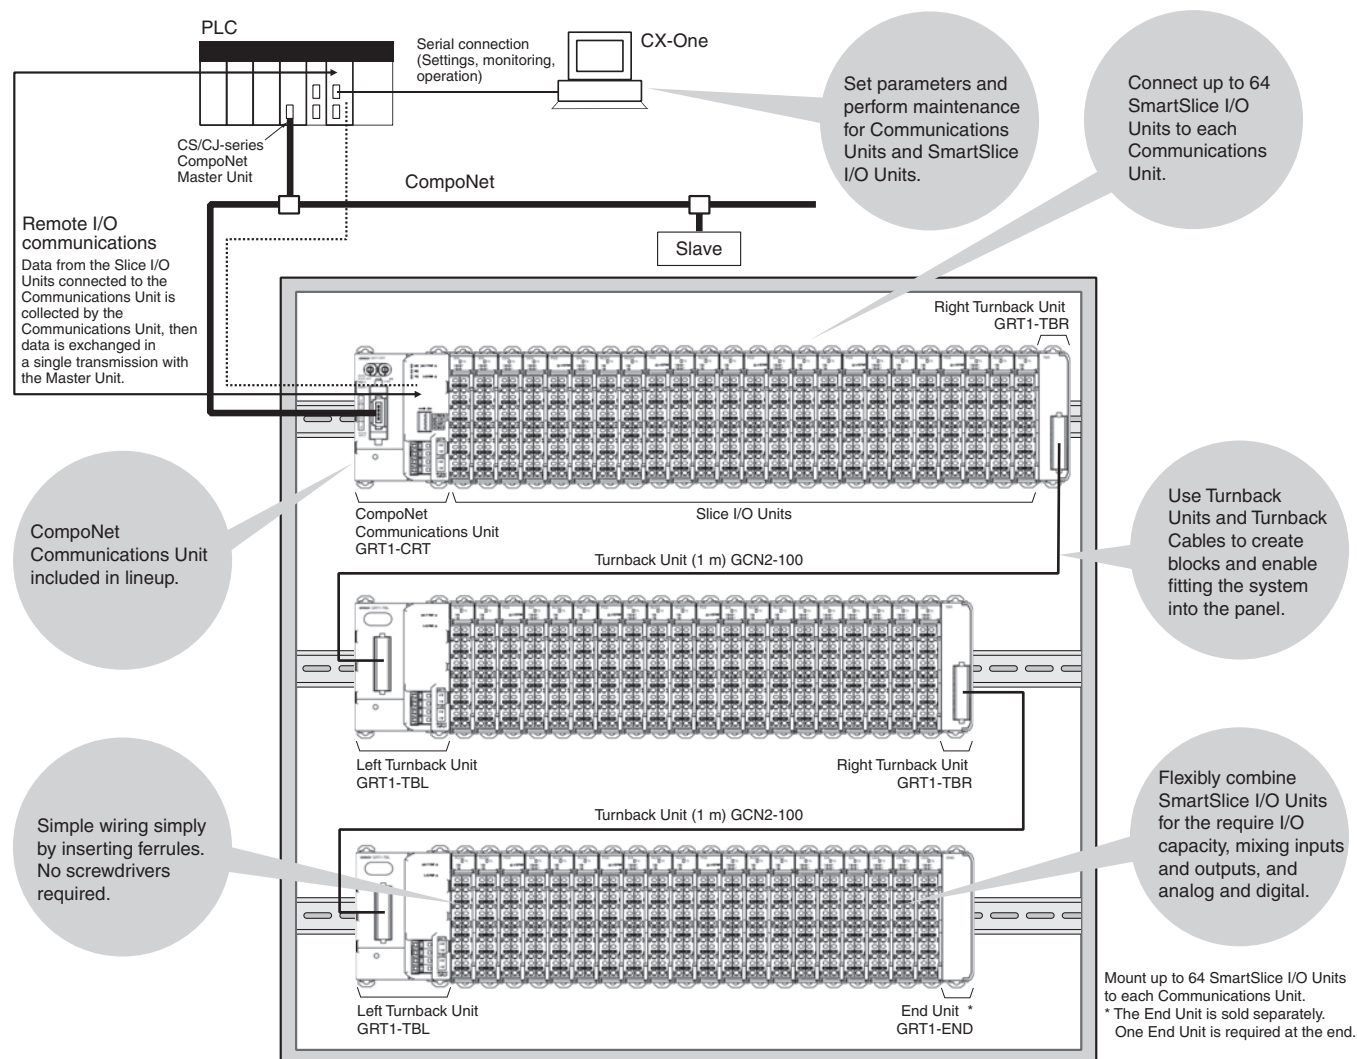 PLC
Serial connection
(Settings, monitoring,
operation)
CX-One
CS/CJ-series
CompoNet
Master Unit
CompoNet
Slave
Set parameters and
perform maintenance
for Communications
Units and SmartSlice
I/O Units.
Connect up to 64
SmartSlice I/O
Units to each
Communications
Unit.
Remote I/O
communications
Data from the Slice I/O
Units connected to the
Communications Unit is
collected by the
Communications Unit, then
data is exchanged in
a single transmission with
the Master Unit.
Right Turnback Unit
GRT1-TBR
CompoNet
Communications Unit
GRT1-CRT
Slice I/O Units
CompoNet
Communications Unit
included in lineup.
Turnback Unit (1 m) GCN2-100
Use Turnback
Units and Turnback
Cables to create
blocks and enable
fitting the system
into the panel.
Left Turnback Unit
GRT1-TBL
Right Turnback Unit
GRT1-TBR
Turnback Unit (1 m) GCN2-100
Simple wiring simply
by inserting ferrules.
No screwdrivers
required.
Flexibly combine
SmartSlice I/O Units
for the require I/O
capacity, mixing inputs
and outputs, and
analog and digital.
Left Turnback Unit
GRT1-TBL
End Unit *
GRT1-END
Mount up to 64 SmartSlice I/O Units
to each Communications Unit.
* The End Unit is sold separately.
One End Unit is required at the end.